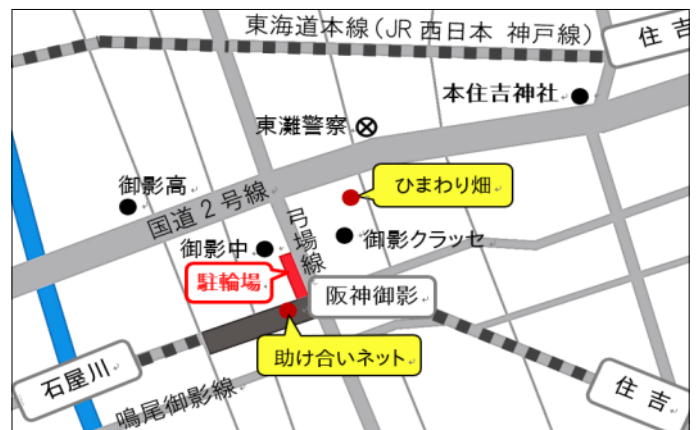 東海道本線(JR西日本 神戸線)
住 吉
本住吉神社
東灘警察
御影高
ひまわり畑
国道2号線
弓場線
御影中
御影クラッセ
駐輪場
阪神御影
助け合いネット
石屋川
住 吉
鳴尾御影線